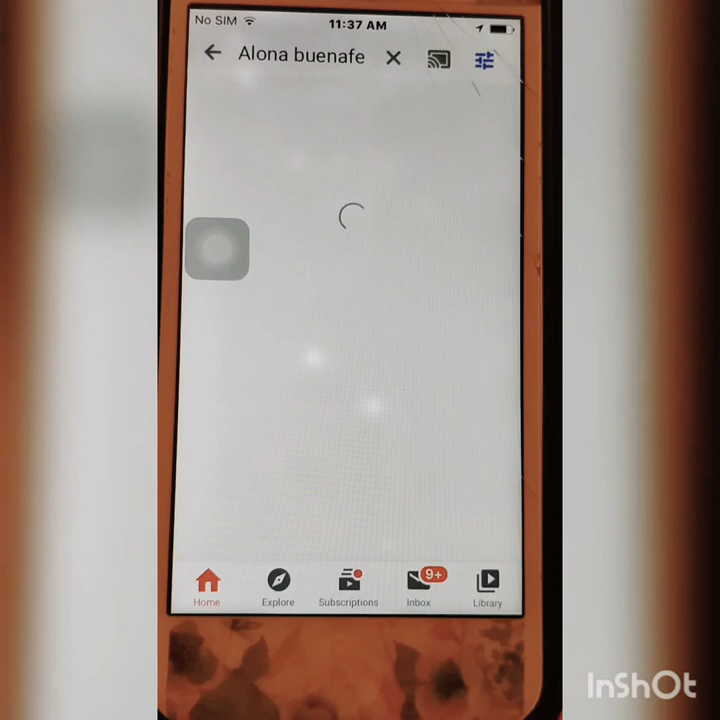 No SIM 11:37 AM
Alona buenafe
Home Explore Subscriptions 9+ Inbox Library
InShOt